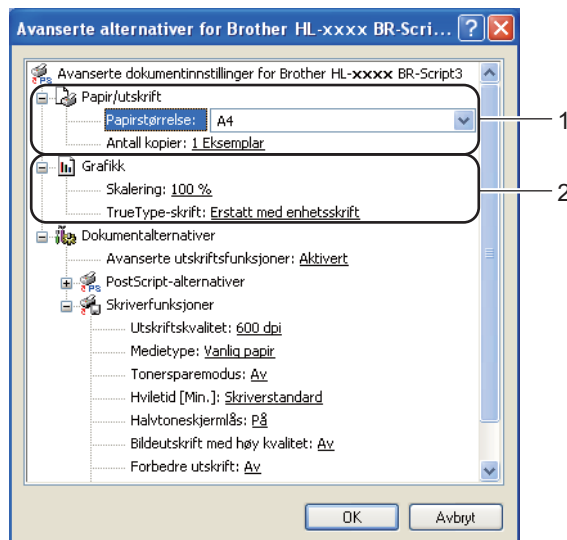 Avanserte alternativer for Brother HL-xxxx BR-Scri...
Avanserte dokumentinnstillinger for Brother HL-xxxx BR-Script3
Papir/utskrift
Papirstørrelse: A4
1
Antall kopier: 1 Eksemplar
Grafikk
Skalering: 100 %
2
TrueType-skrift: Erstatt med enhetsskrift
Dokumentalternativer
Avanserte utskriftsfunksjoner: Aktivert
PostScript-alternativer
Skriverfunksjoner
Utskriftskvalitet: 600 dpi
Medietype: Vanlig papir
Tonersparemodus: Av
Hviletid [Min.]: Skriverstandard
Halvtoneskjermlås: På
Bildeutskrift med høy kvalitet: Av
Forbedre utskrift: Av
OK Avbryt